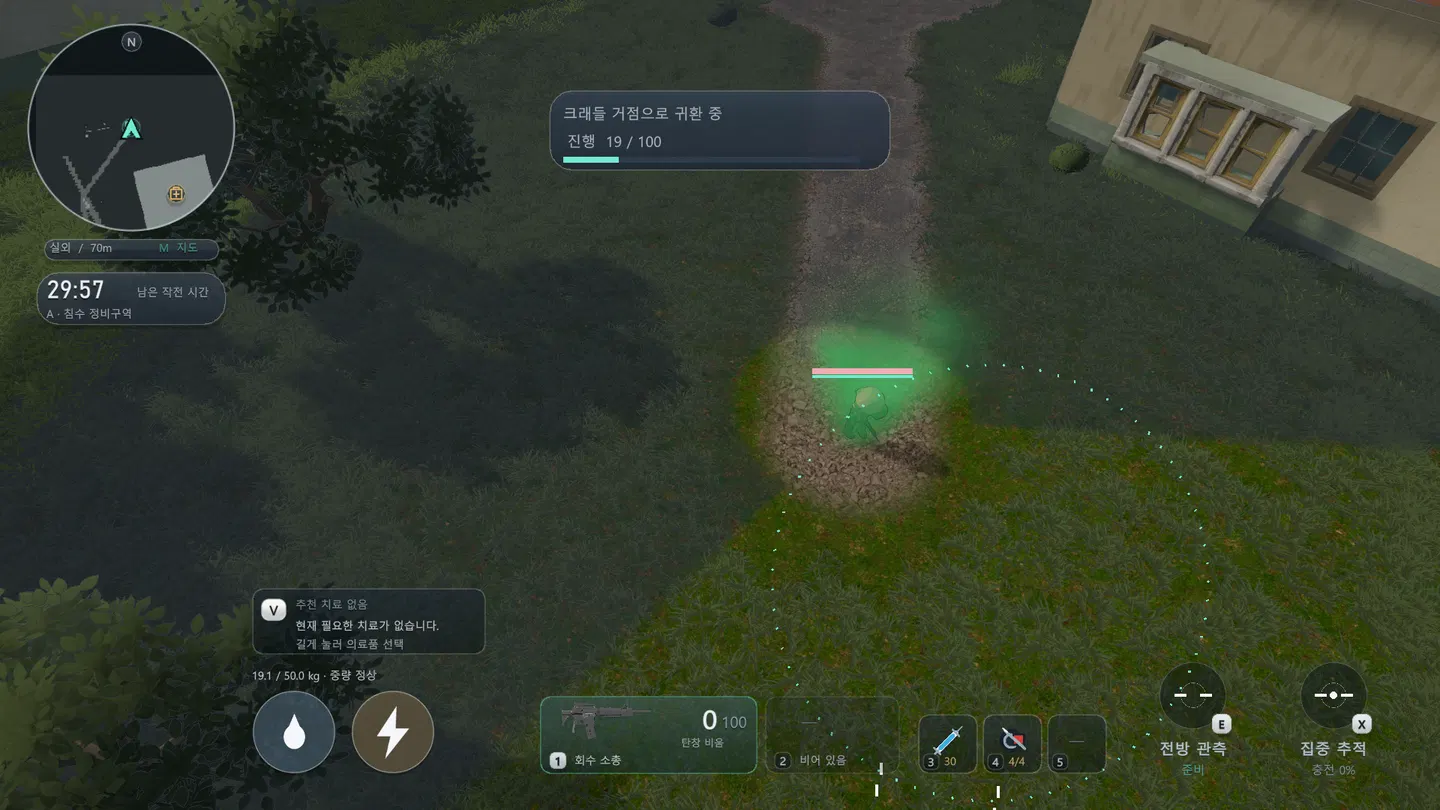 N
실외 / 70m
M 지도
29:57
남은 작전 시간
A · 침수 정비구역
크래들 거점으로 귀환 중
진행 19 / 100
V
추천 치료 없음
현재 필요한 치료가 없습니다.
길게 눌러 의료품 선택
19.1 / 50.0 kg · 중량 정상
0 100
탄창 비움
1 회수 소총
2 비어 있음
3 30
4 4/4
5
E
전방 관측
준비
X
집중 추적
충전 0%